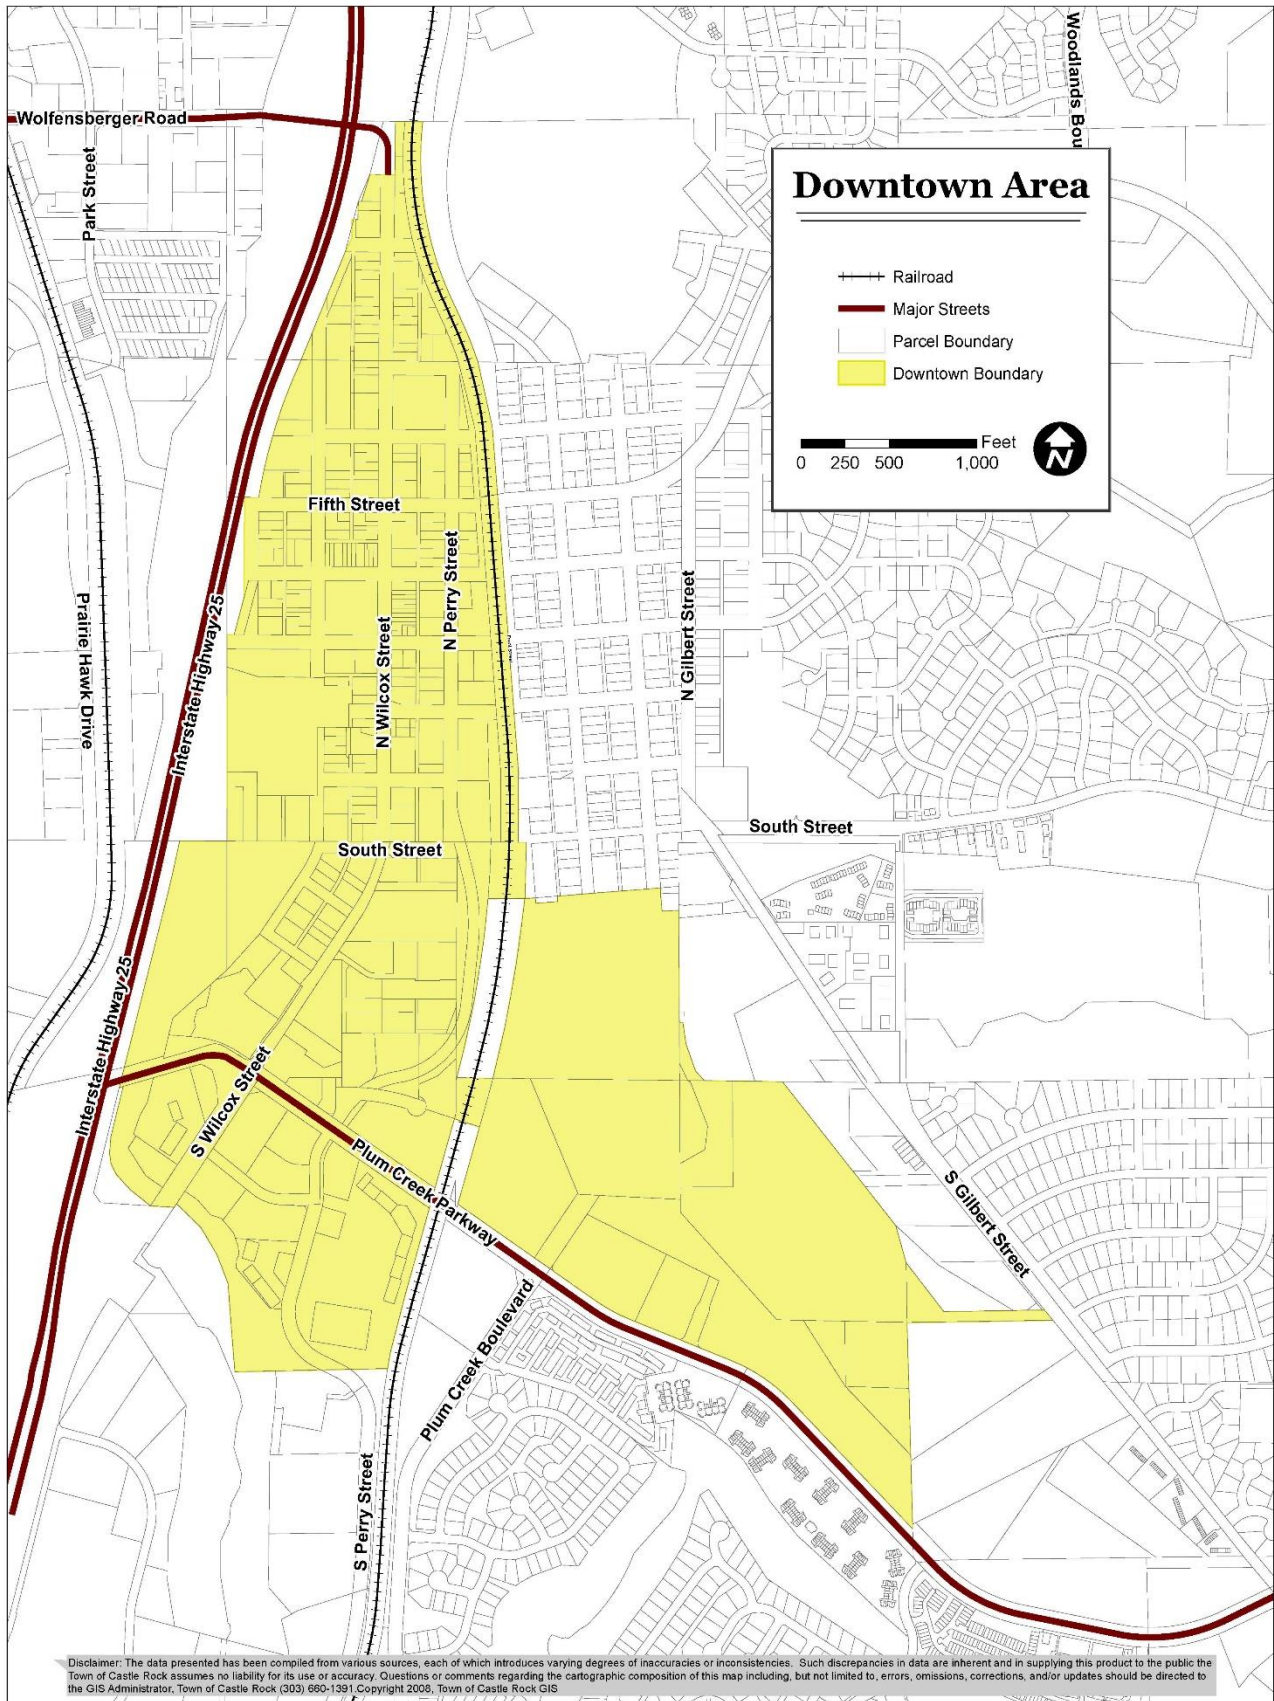 Woodlands Bou
Wolfensberger Road
Park Street
Downtown Area
Railroad
Major Streets
Parcel Boundary
Downtown Boundary
Feet
0 250 500 1,000
N
Fifth Street
N Perry Street
N Wilcox Street
N Gilbert Street
Prairie Hawk Drive
Interstate Highway 25
South Street
South Street
Interstate Highway 25
S Wilcox Street
Plum Creek Parkway
S Gilbert Street
Plum Creek Boulevard
S Perry Street
Disclaimer: The data presented has been compiled from various sources, each of which introduces varying degrees of inaccuracies or inconsistencies. Such discrepancies in data are inherent and in supplying this product to the public the
Town of Castle Rock assumes no liability for its use or accuracy. Questions or comments regarding the cartographic composition of this map including, but not limited to, errors, omissions, corrections, and/or updates should be directed to
the GIS Administrator, Town of Castle Rock (303) 660-1391.Copyright 2008, Town of Castle Rock GIS